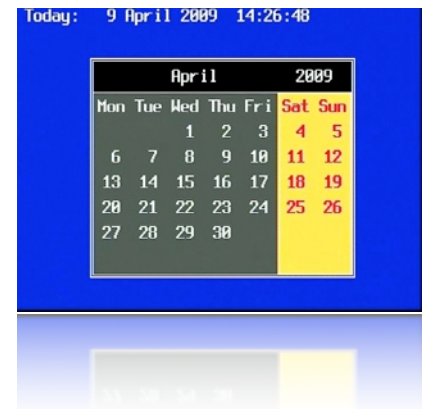 Today: 9 April 2009 14:26:48
April 2009
Mon Tue Wed Thu Fri Sat Sun
1 2 3 4 5
6 7 8 9 10 11 12
13 14 15 16 17 18 19
20 21 22 23 24 25 26
27 28 29 30